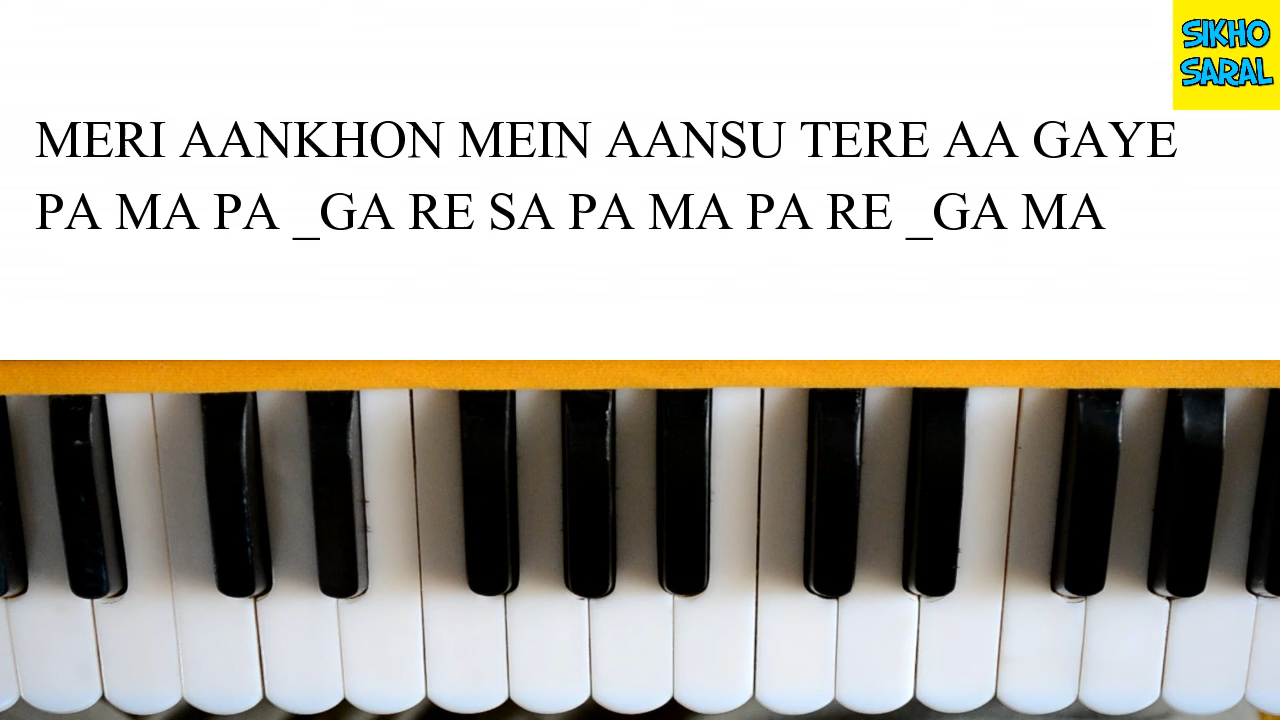 SIKHO
SARAL
MERI AANKHON MEIN AANSU TERE AA GAYE
PA MA PA _GA RE SA PA MA PA RE _GA MA